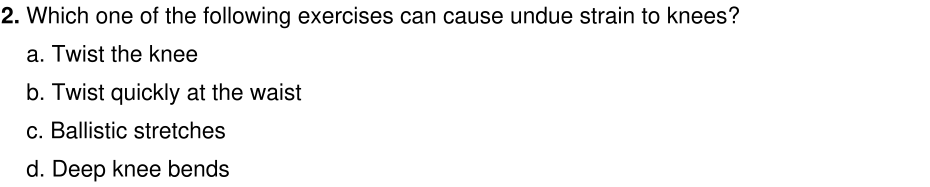 2. Which one of the following exercises can cause undue strain to knees?
a. Twist the knee
b. Twist quickly at the waist
c. Ballistic stretches
d. Deep knee bends